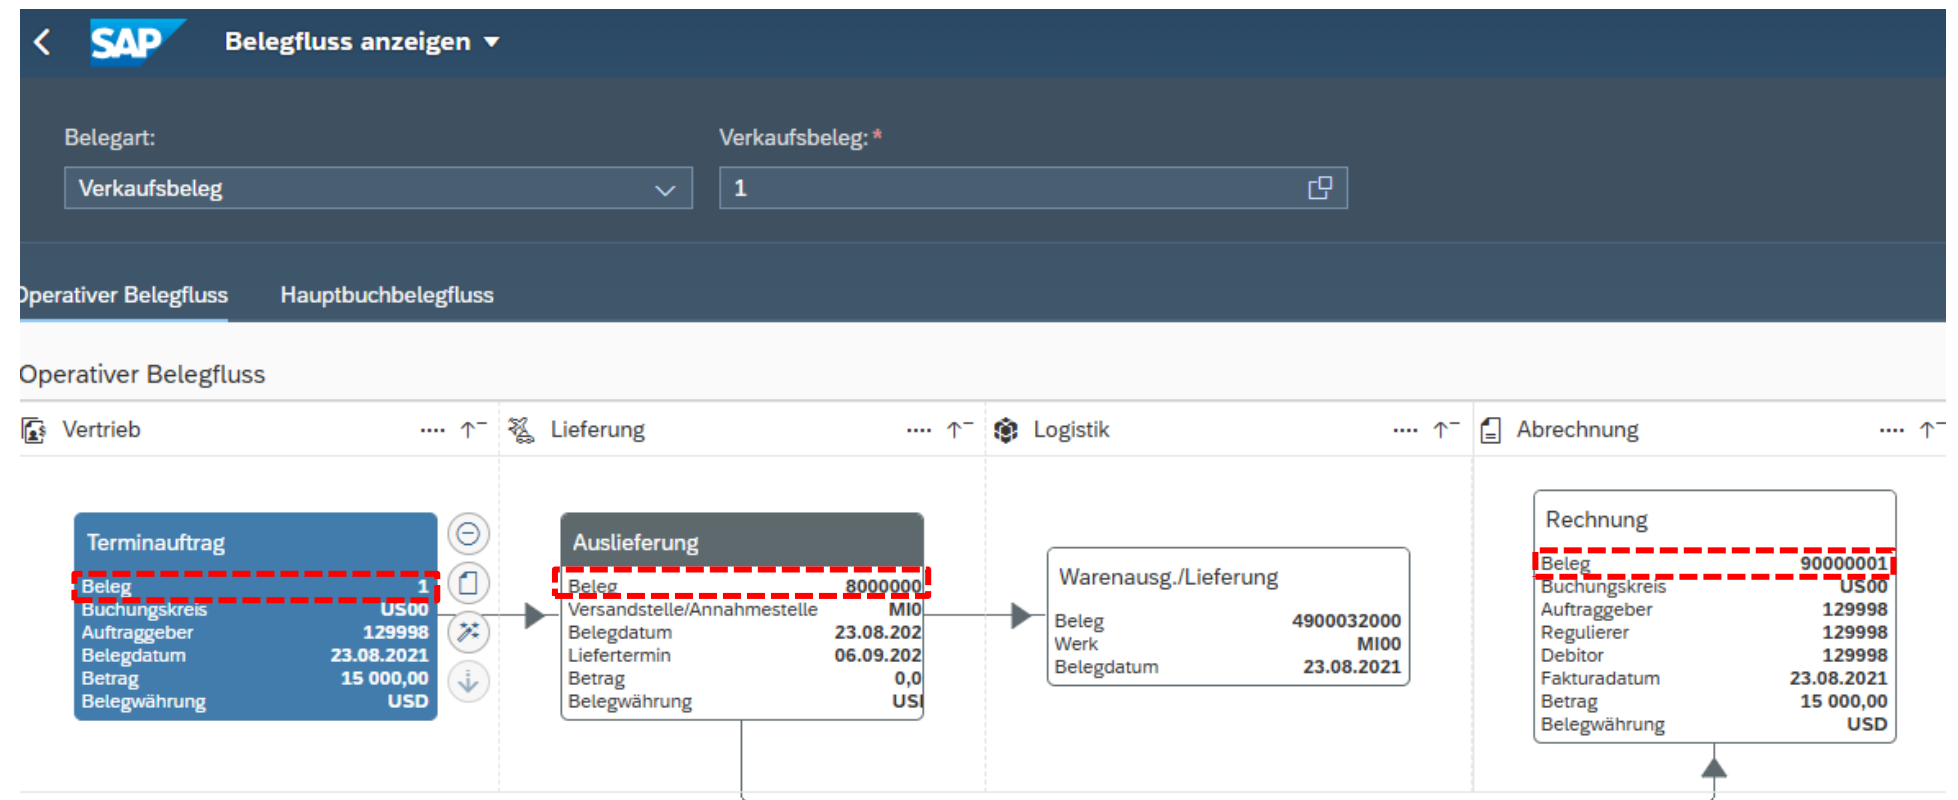 SAP Belegfluss anzeigen
Belegart: Verkaufsbeleg:*
Verkaufsbeleg 1
Operativer Belegfluss Hauptbuchbelegfluss
Operativer Belegfluss
Vertrieb Lieferung Logistik Abrechnung
Terminauftrag
Beleg 1
Buchungskreis US00
Auftraggeber 129998
Belegdatum 23.08.2021
Betrag 15 000,00
Belegwährung USD
Auslieferung
Beleg 8000000
Versandstelle/Annahmestelle MI0
Belegdatum 23.08.202
Liefertermin 06.09.202
Betrag 0,0
Belegwährung US
Warenausg./Lieferung
Beleg 4900032000
Werk MI00
Belegdatum 23.08.2021
Rechnung
Beleg 90000001
Buchungskreis US00
Auftraggeber 129998
Regulierer 129998
Debitor 129998
Fakturadatum 23.08.2021
Betrag 15 000,00
Belegwährung USD